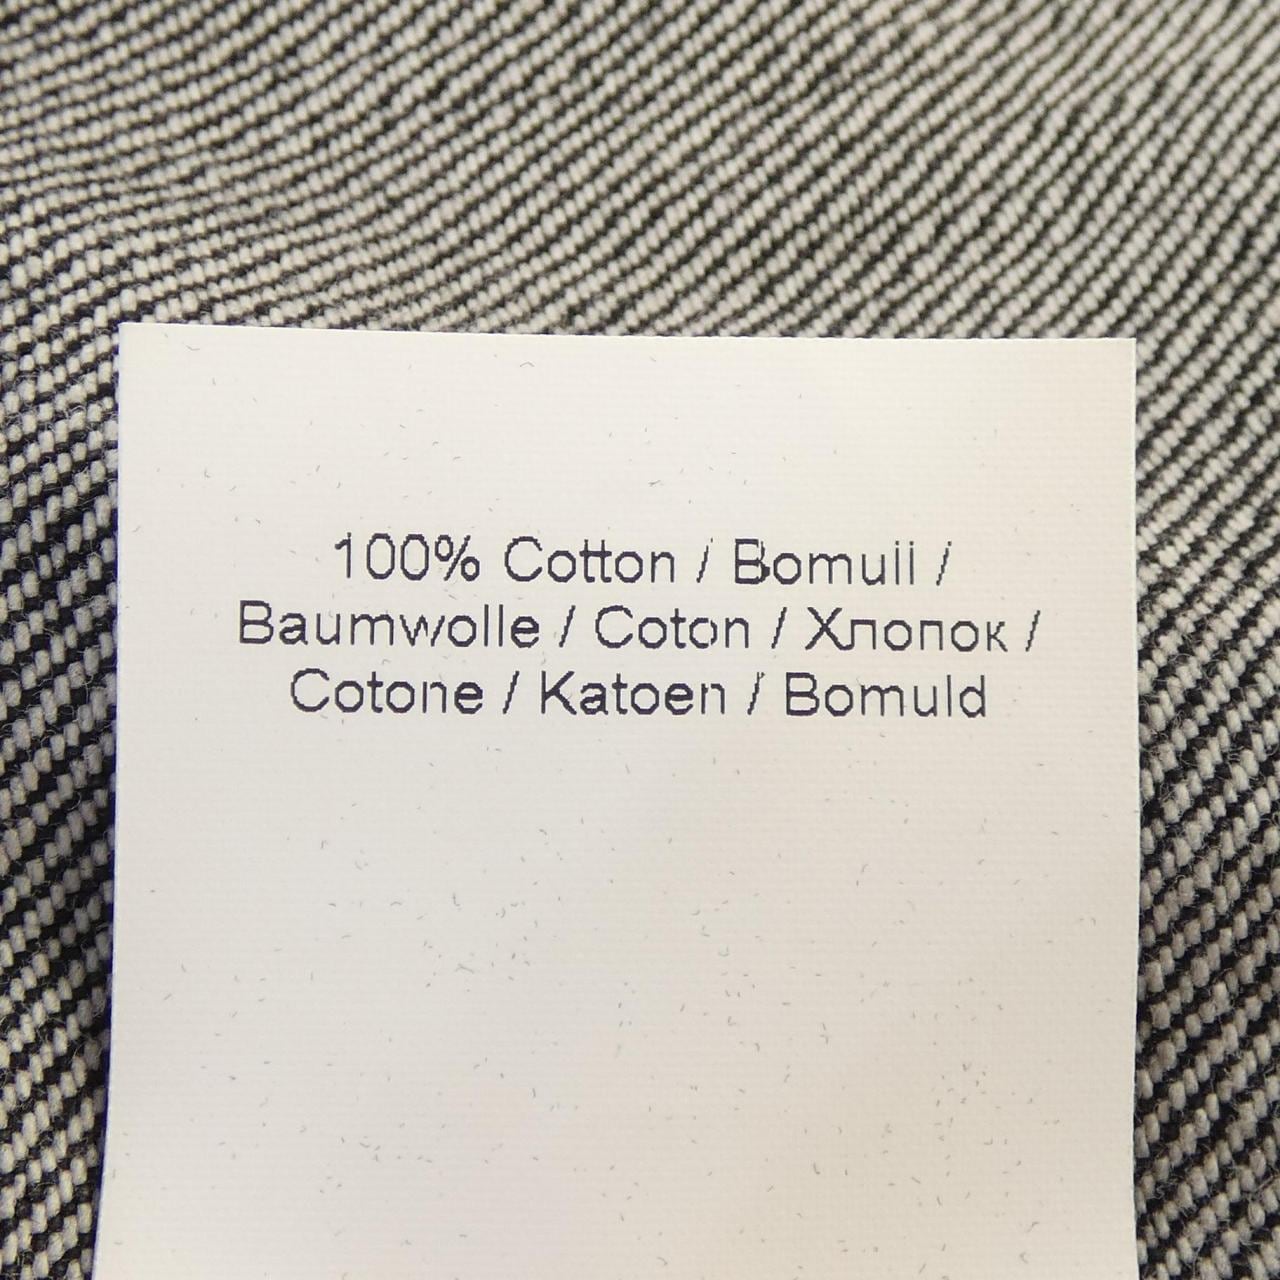 100% Cotton / Bomull /
Baumwolle / Coton / Хлопок /
Cotone / Katoen / Bomuld